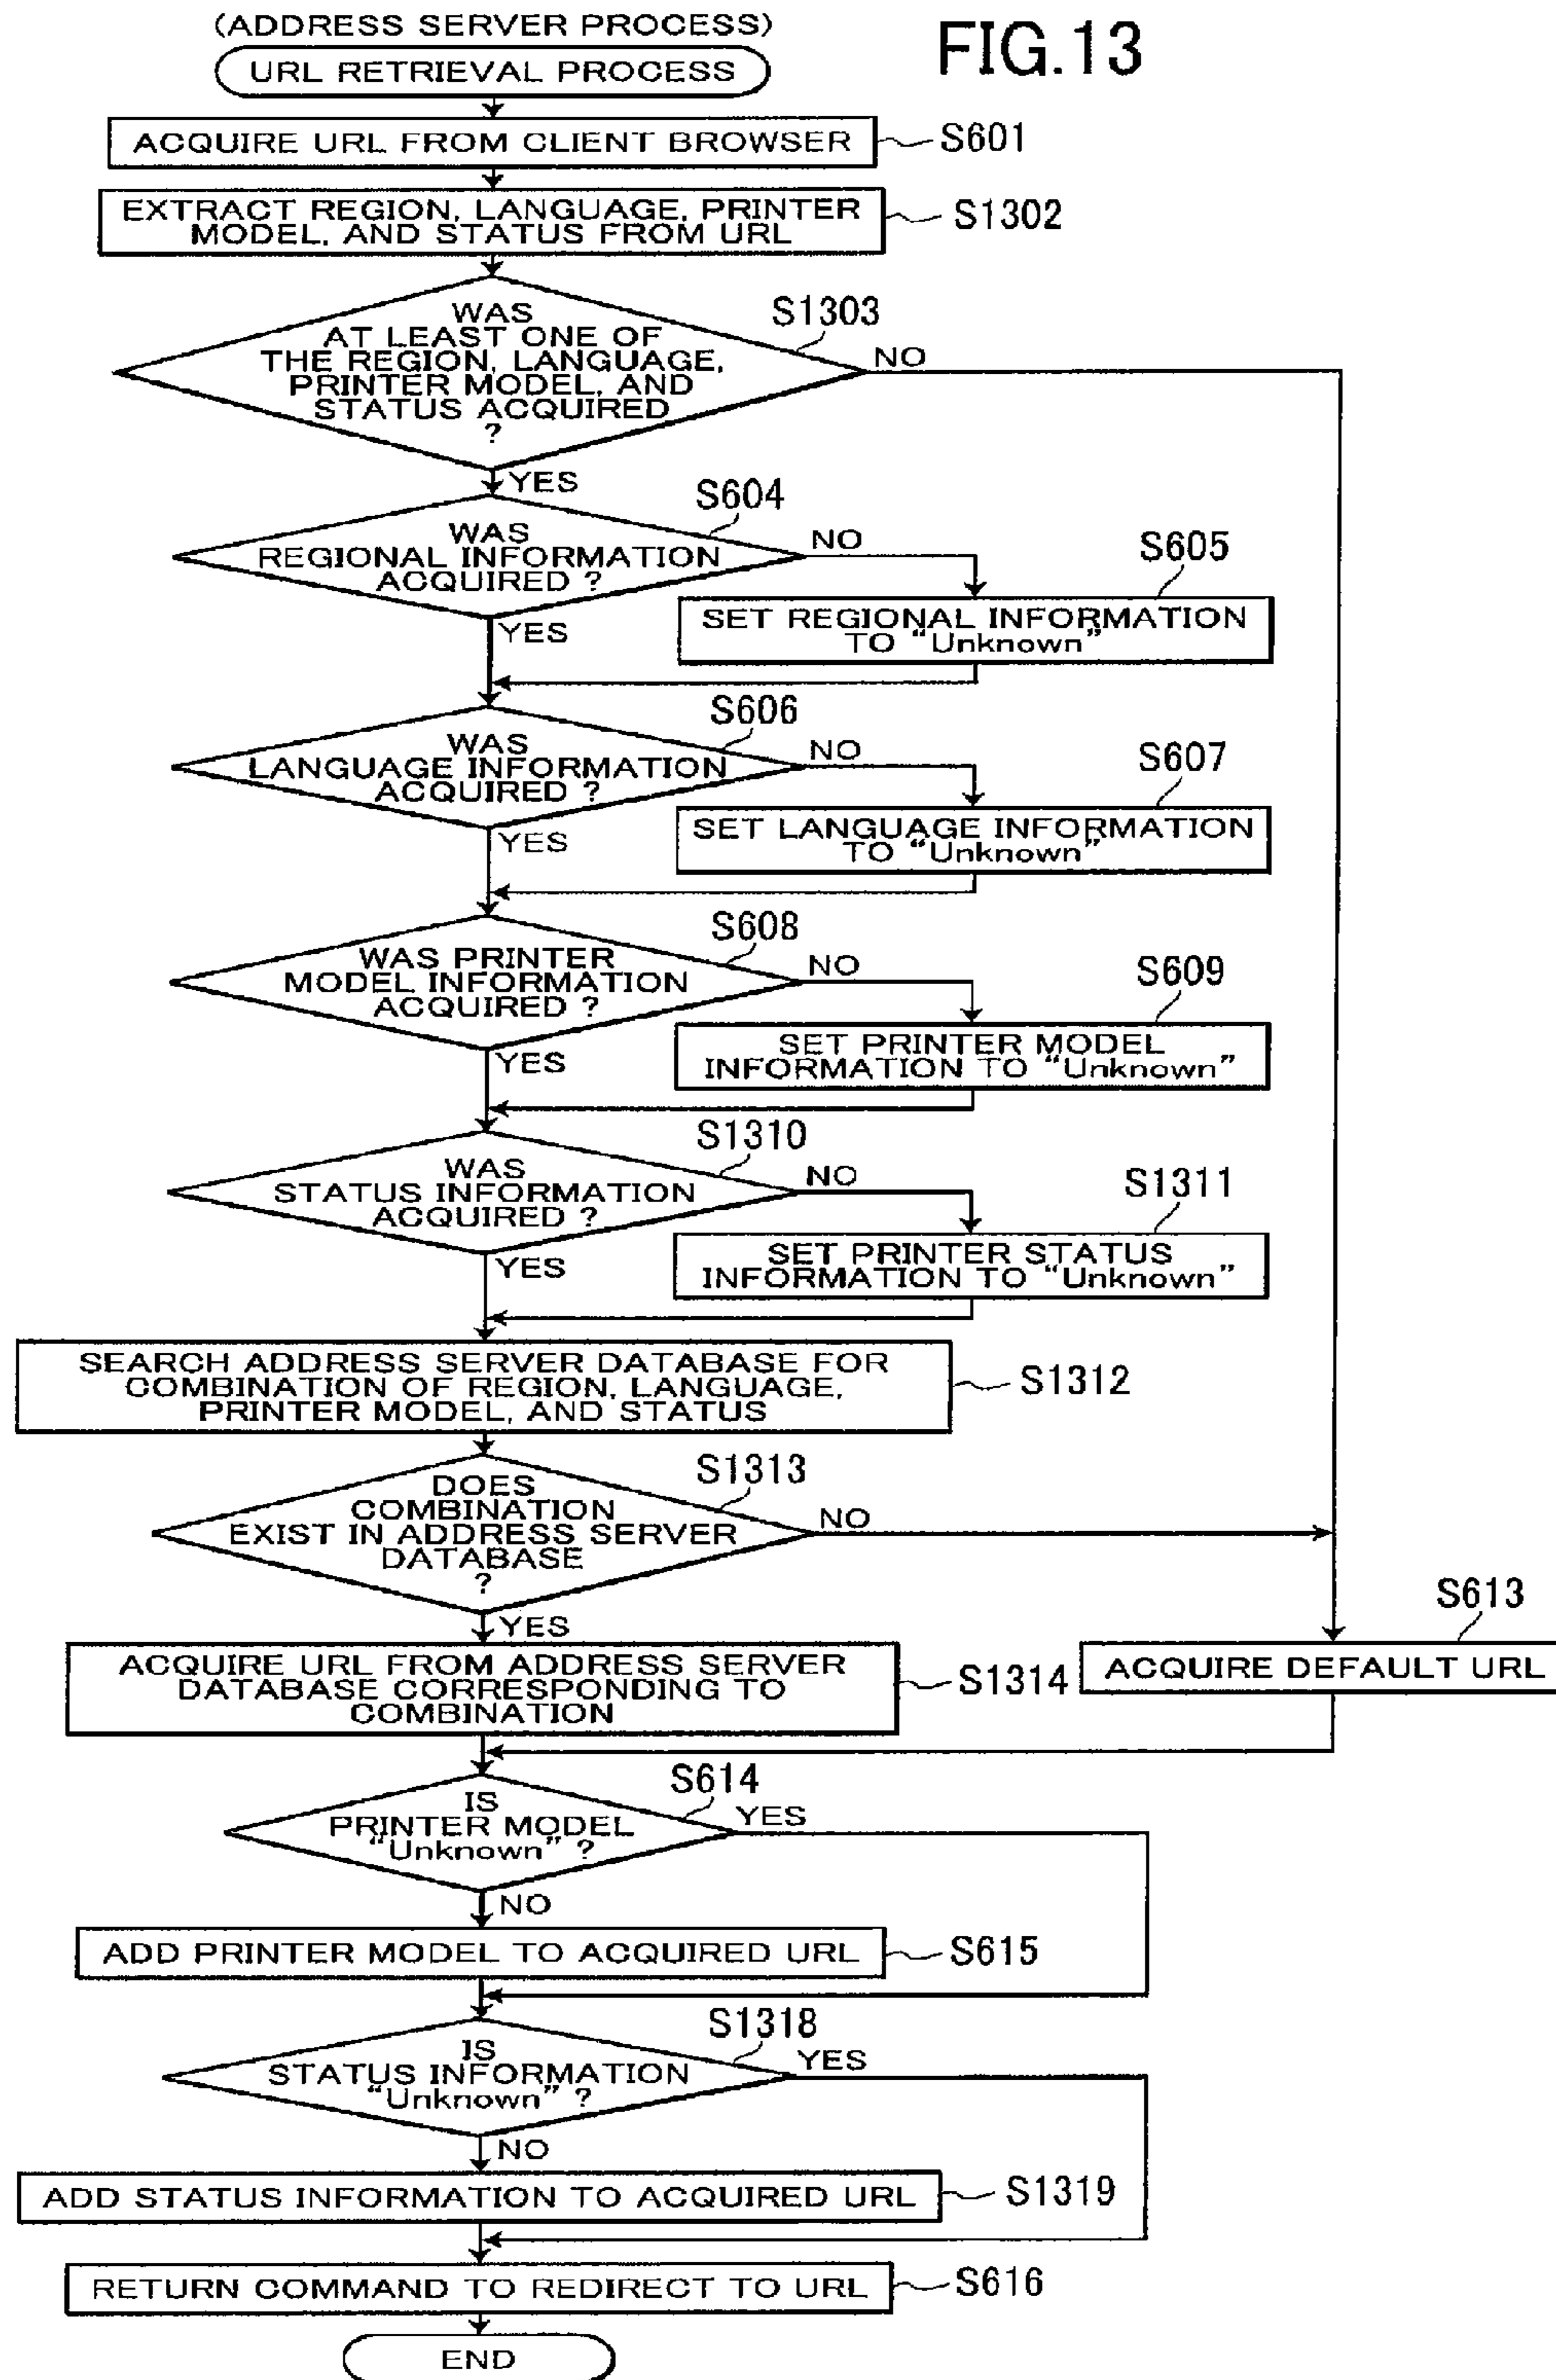 (ADDRESS SERVER PROCESS)
FIG.13
URL RETRIEVAL PROCESS
ACQUIRE URL FROM CLIENT BROWSER
S601
EXTRACT REGION, LANGUAGE, PRINTER
MODEL, AND STATUS FROM URL
S1302
WAS
AT LEAST ONE OF
THE REGION, LANGUAGE,
PRINTER MODEL, AND
STATUS ACQUIRED
?
S1303
NO
YES
WAS
REGIONAL INFORMATION
ACQUIRED ?
S604
NO
S605
SET REGIONAL INFORMATION
TO “Unknown”
YES
WAS
LANGUAGE INFORMATION
ACQUIRED ?
S606
NO
S607
SET LANGUAGE INFORMATION
TO “Unknown”
YES
WAS PRINTER
MODEL INFORMATION
ACQUIRED ?
S608
NO
S609
SET PRINTER MODEL
INFORMATION TO “Unknown”
YES
WAS
STATUS INFORMATION
ACQUIRED ?
S1310
NO
S1311
SET PRINTER STATUS
INFORMATION TO “Unknown”
YES
SEARCH ADDRESS SERVER DATABASE FOR
COMBINATION OF REGION, LANGUAGE,
PRINTER MODEL, AND STATUS
S1312
DOES
COMBINATION
EXIST IN ADDRESS SERVER
DATABASE
?
S1313
NO
YES
ACQUIRE URL FROM ADDRESS SERVER
DATABASE CORRESPONDING TO
COMBINATION
S1314
S613
ACQUIRE DEFAULT URL
IS
PRINTER MODEL
“Unknown” ?
S614
YES
NO
ADD PRINTER MODEL TO ACQUIRED URL
S615
IS
STATUS INFORMATION
“Unknown” ?
S1318
YES
NO
ADD STATUS INFORMATION TO ACQUIRED URL
S1319
RETURN COMMAND TO REDIRECT TO URL
S616
END